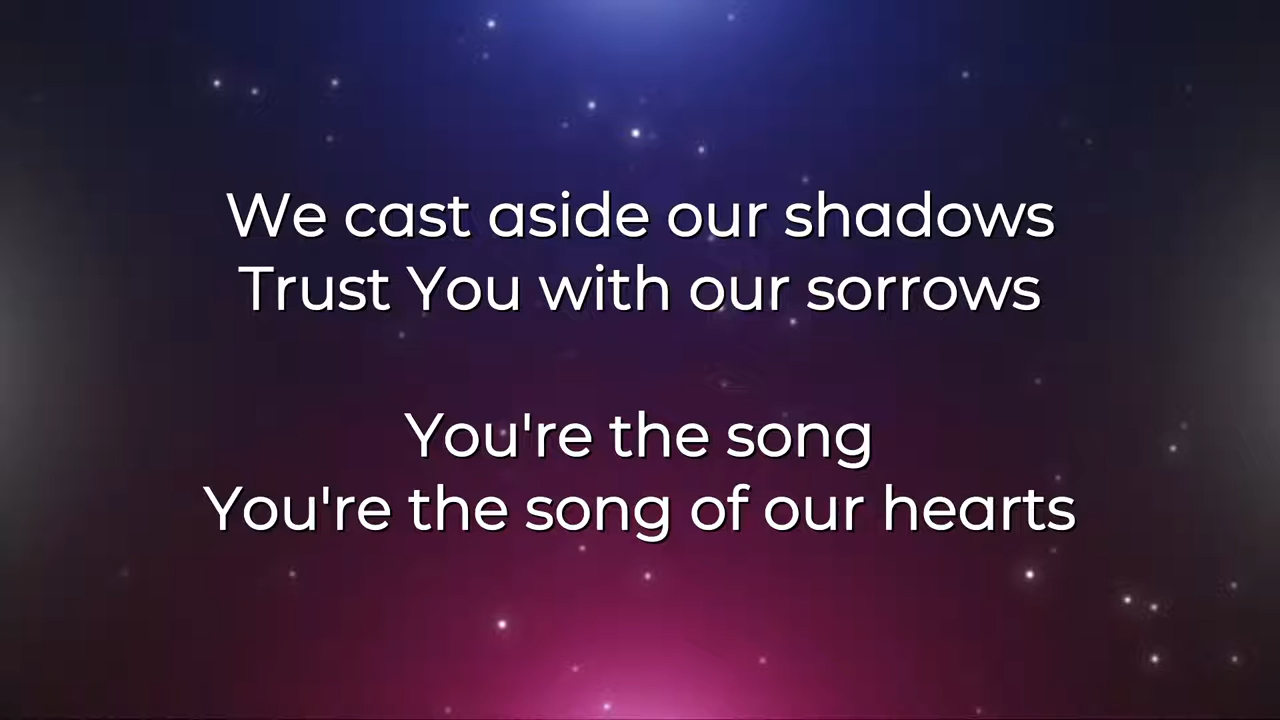 We cast aside our shadows
Trust You with our sorrows
You're the song
You're the song of our hearts